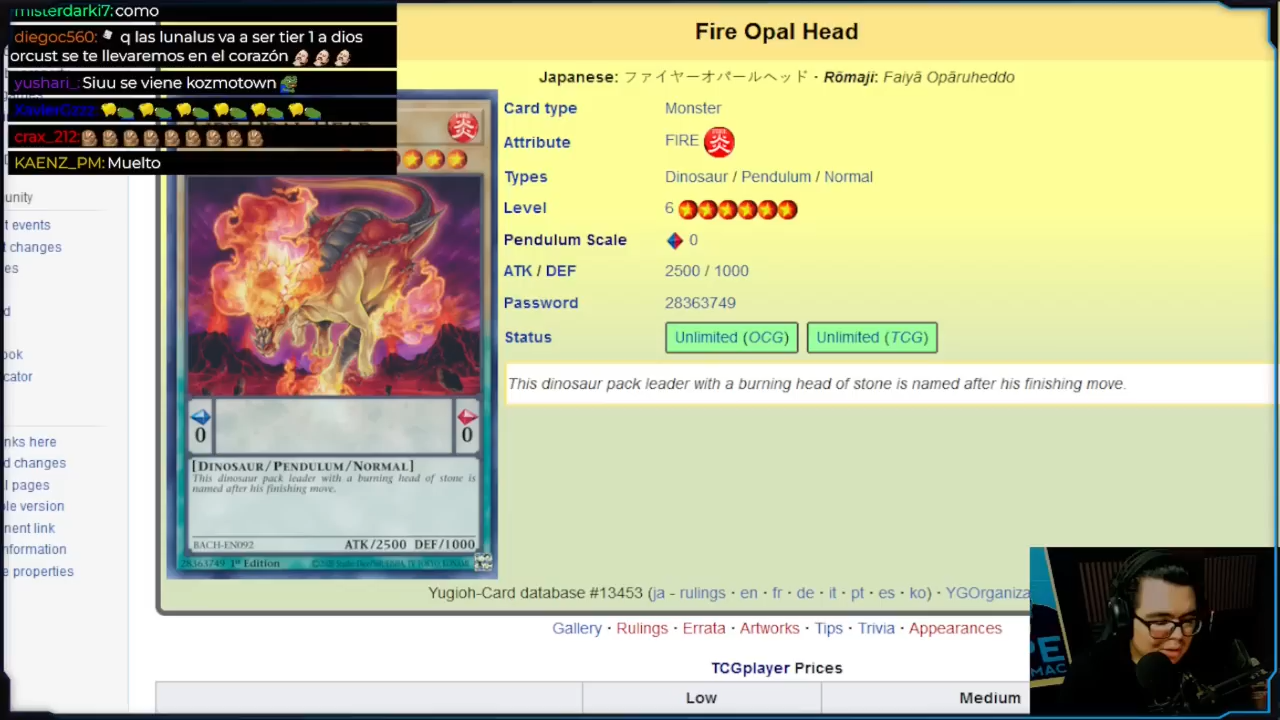 misterdarki7: como
diegoc560: q las lunalus va a ser tier 1 a dios
orcust se te llevaremos en el corazón
yushari_: Siuu se viene kozmotown
XavierGzz:
crax_212:
KAENZ_PM: Muelto
unity
t events
changes
es
d
ook
cator
nks here
d changes
l pages
le version
nent link
nformation
e properties
Fire Opal Head
Japanese: ファイヤーオパールヘッド · Rōmaji: Faiyā Opāruheddo
Card type Monster
Attribute FIRE
Types Dinosaur / Pendulum / Normal
Level 6
Pendulum Scale 0
ATK / DEF 2500 / 1000
Password 28363749
Status Unlimited (OCG) Unlimited (TCG)
This dinosaur pack leader with a burning head of stone is named after his finishing move.
炎
0 0
[DINOSAUR/PENDULUM/NORMAL]
This dinosaur pack leader with a burning head of stone is
named after his finishing move.
BACH-EN092 ATK/2500 DEF/1000
28363749 1st Edition
Yugioh-Card database #13453 (ja - rulings · en · fr · de · it · pt · es · ko) · YGOrganiza
Gallery · Rulings · Errata · Artworks · Tips · Trivia · Appearances
TCGplayer Prices
Low Medium
PE
MAC